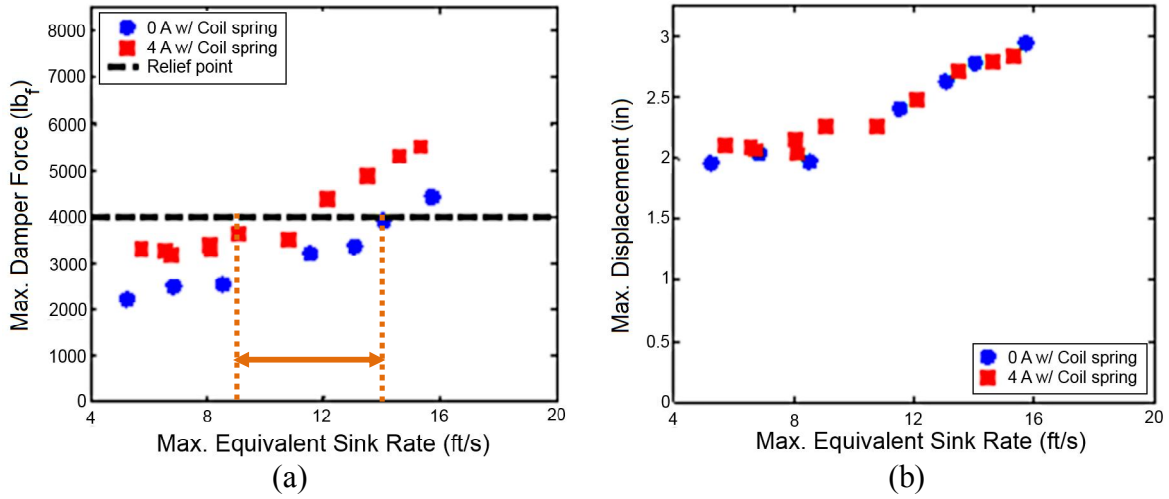 8000
7000
6000
5000
4000
3000
2000
1000
0
4
8
12
16
20
Max. Damper Force (lbf)
Max. Equivalent Sink Rate (ft/s)
0 A w/ Coil spring
4 A w/ Coil spring
Relief point
(a)
3
2.5
2
1.5
1
0.5
0
4
8
12
16
20
Max. Displacement (in)
Max. Equivalent Sink Rate (ft/s)
0 A w/ Coil spring
4 A w/ Coil spring
(b)